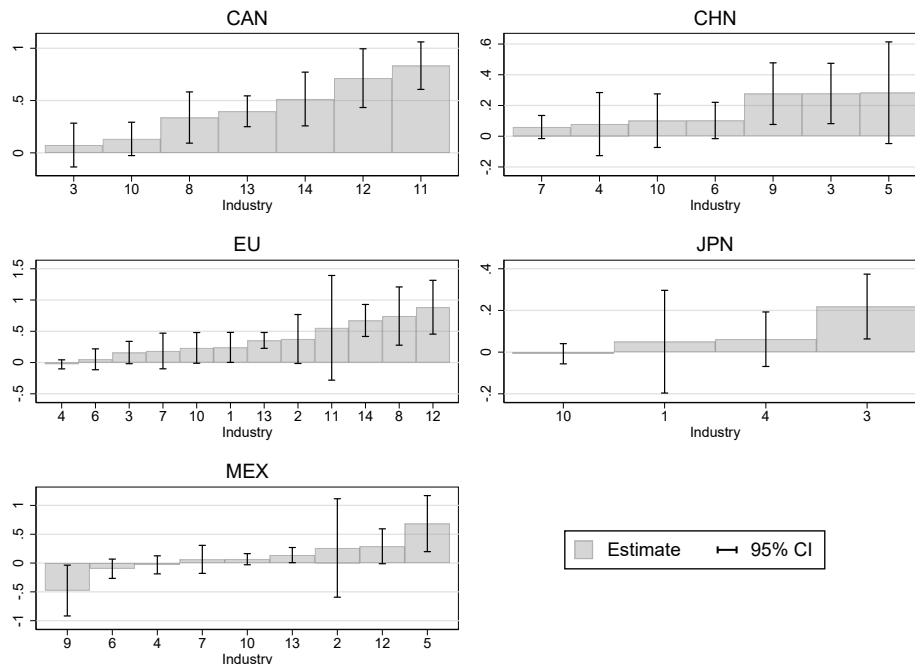 CAN
1
.5
0
3 10 8 13 14 12 11
Industry
CHN
.6
.4
.2
0
-.2
7 4 10 6 9 3 5
Industry
EU
1.5
1
.5
0
-.5
4 6 3 7 10 1 13 2 11 14 8 12
Industry
JPN
.4
.2
0
-.2
10 1 4 3
Industry
MEX
1
.5
0
-.5
-1
9 6 4 7 10 13 2 12 5
Industry
Estimate 95% CI